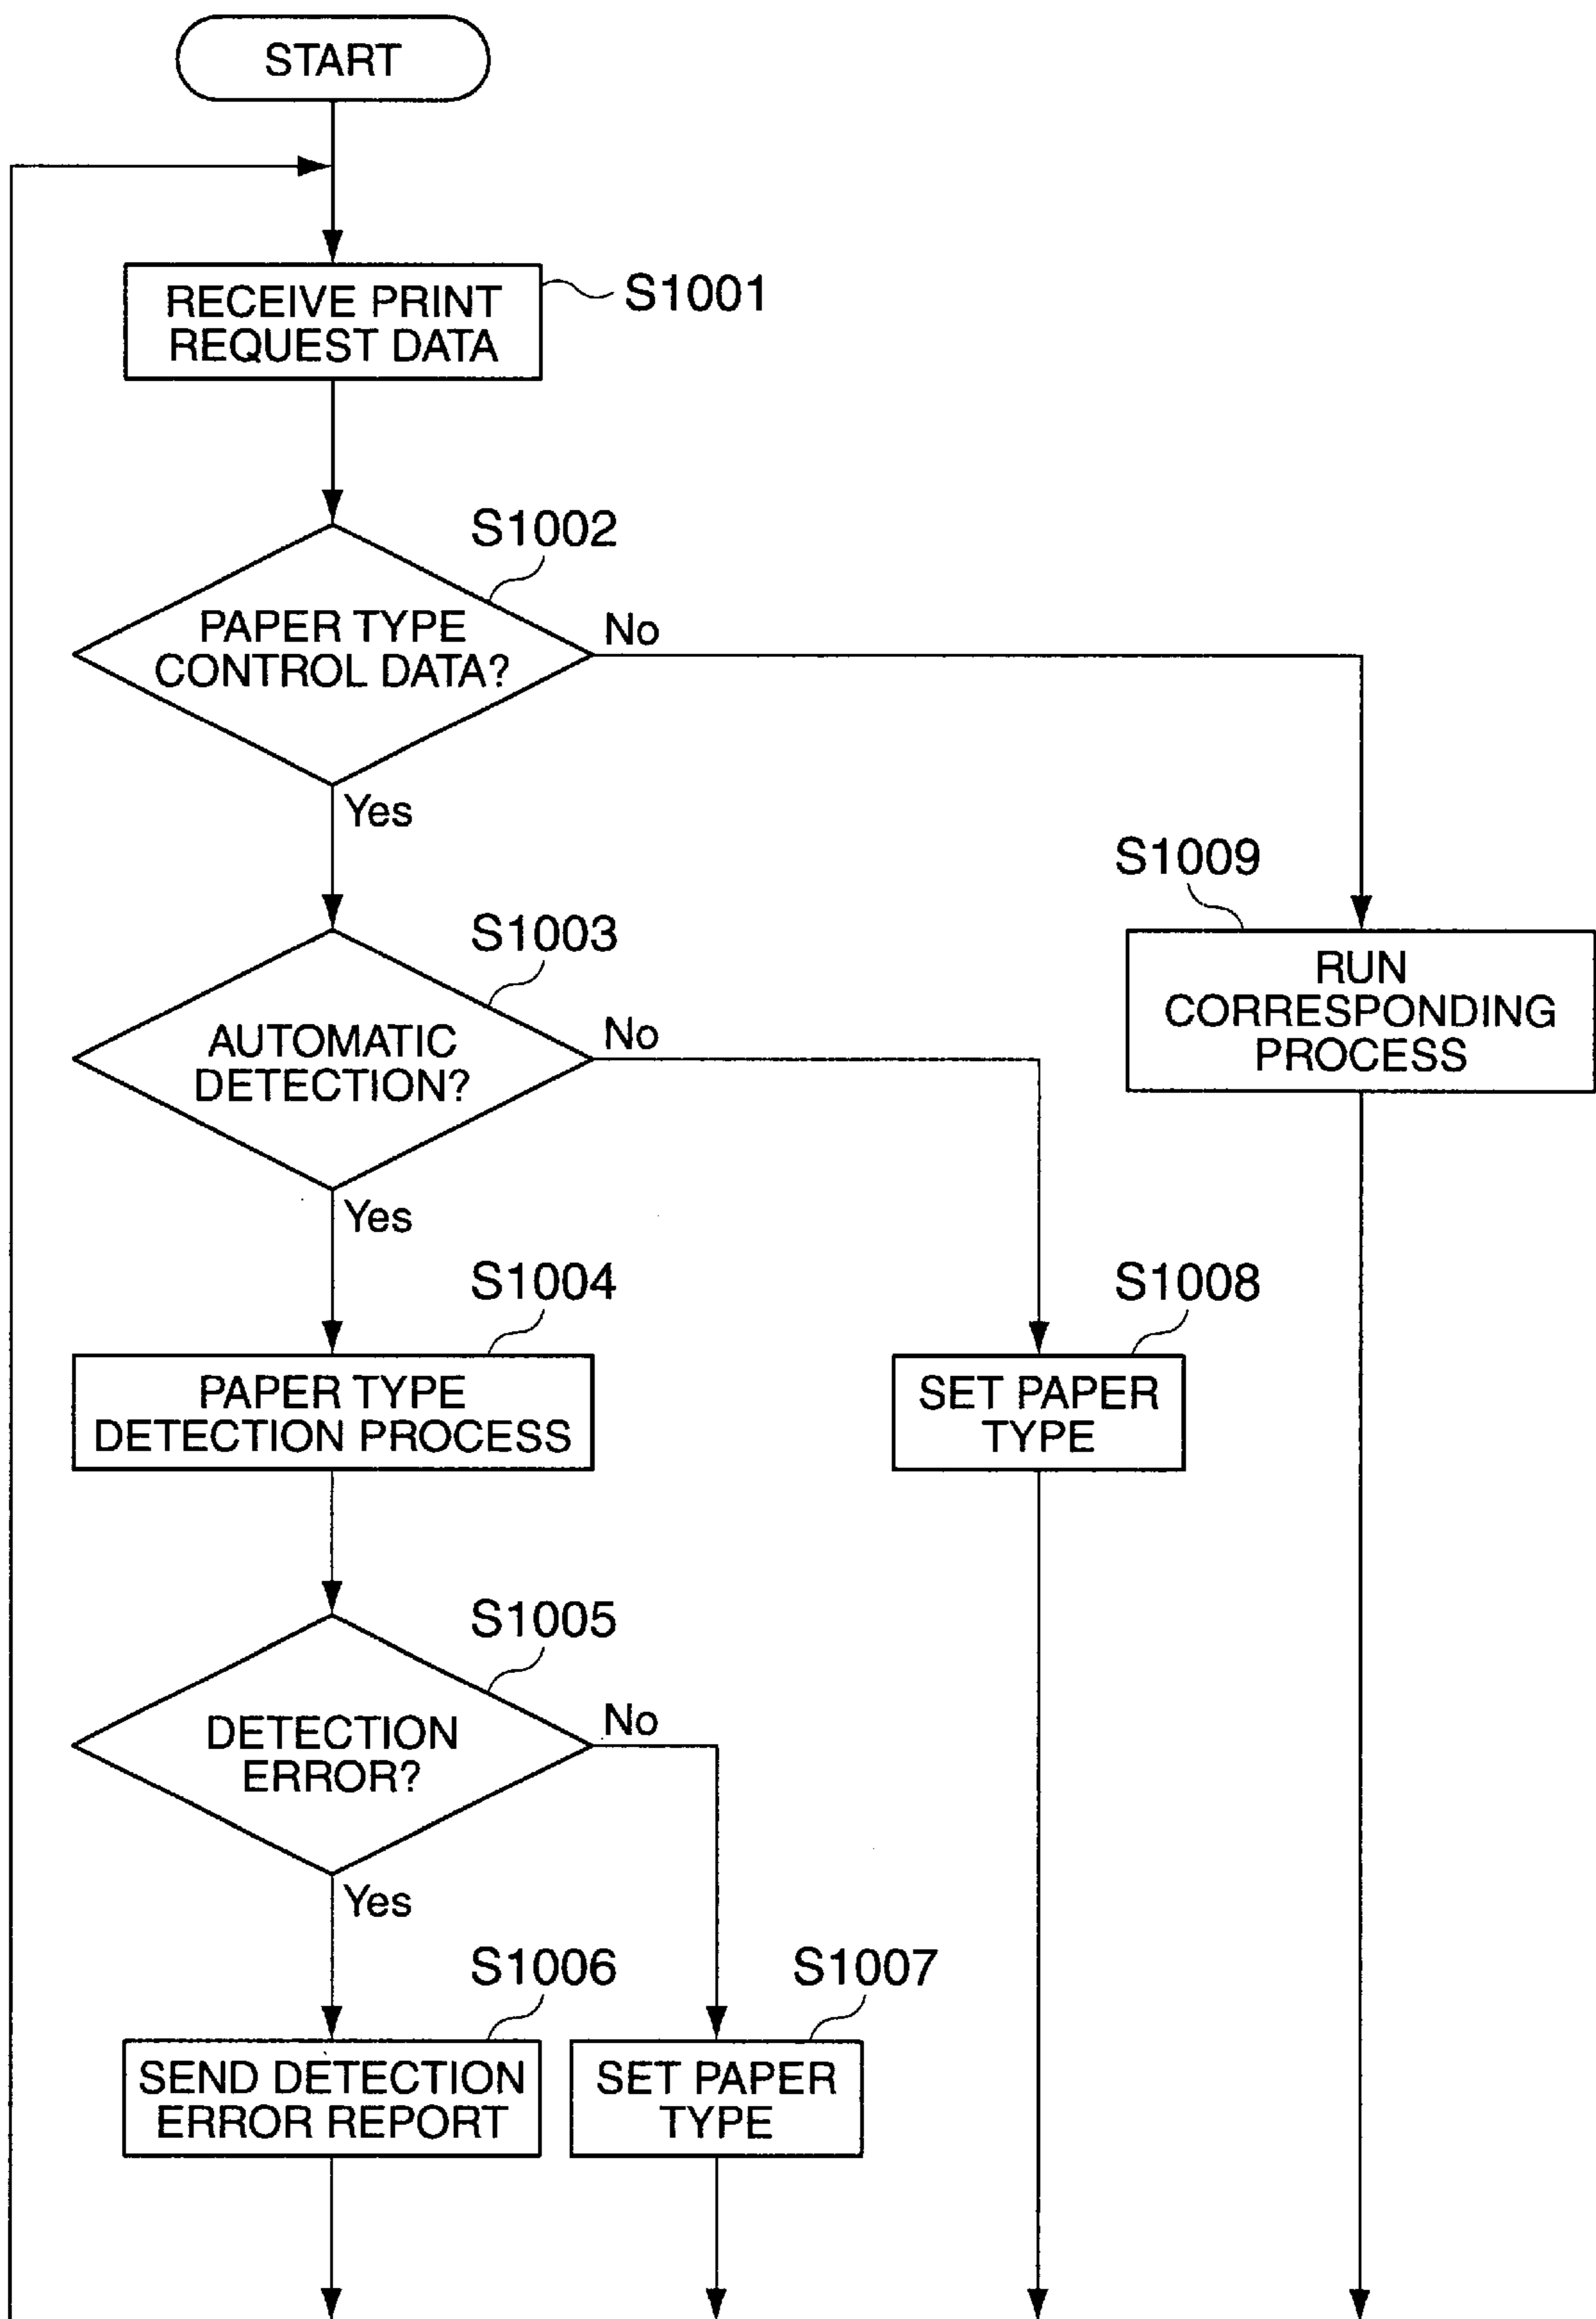 START
RECEIVE PRINT
REQUEST DATA
S1001
S1002
PAPER TYPE
CONTROL DATA?
No
Yes
S1009
RUN
CORRESPONDING
PROCESS
S1003
AUTOMATIC
DETECTION?
No
Yes
S1004
PAPER TYPE
DETECTION PROCESS
S1008
SET PAPER
TYPE
S1005
DETECTION
ERROR?
No
Yes
S1006
SEND DETECTION
ERROR REPORT
S1007
SET PAPER
TYPE